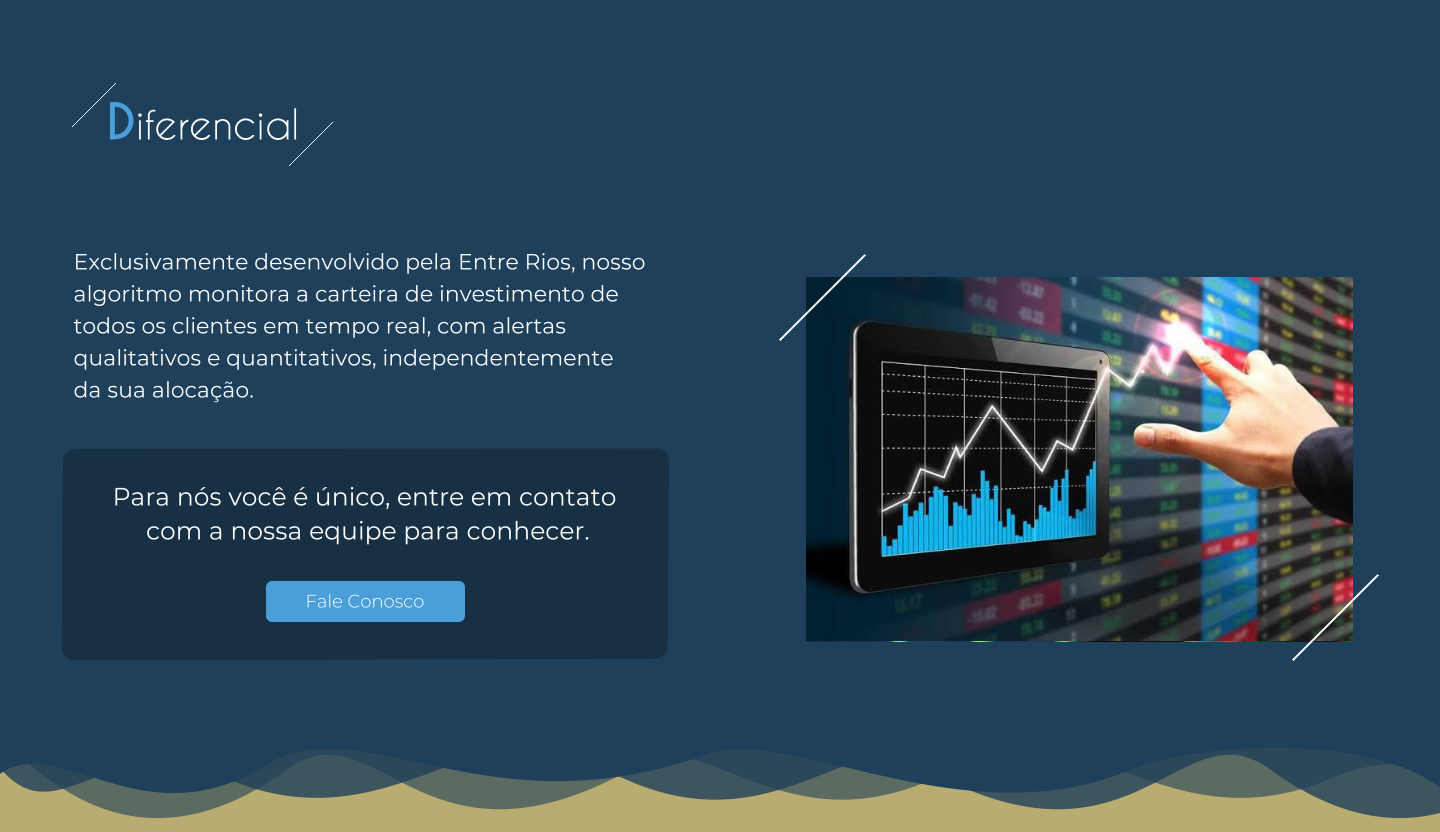 Diferencial
Exclusivamente desenvolvido pela Entre Rios, nosso
algoritmo monitora a carteira de investimento de
todos os clientes em tempo real, com alertas
qualitativos e quantitativos, independentemente
da sua alocação.
Para nós você é único, entre em contato
com a nossa equipe para conhecer.
Fale Conosco